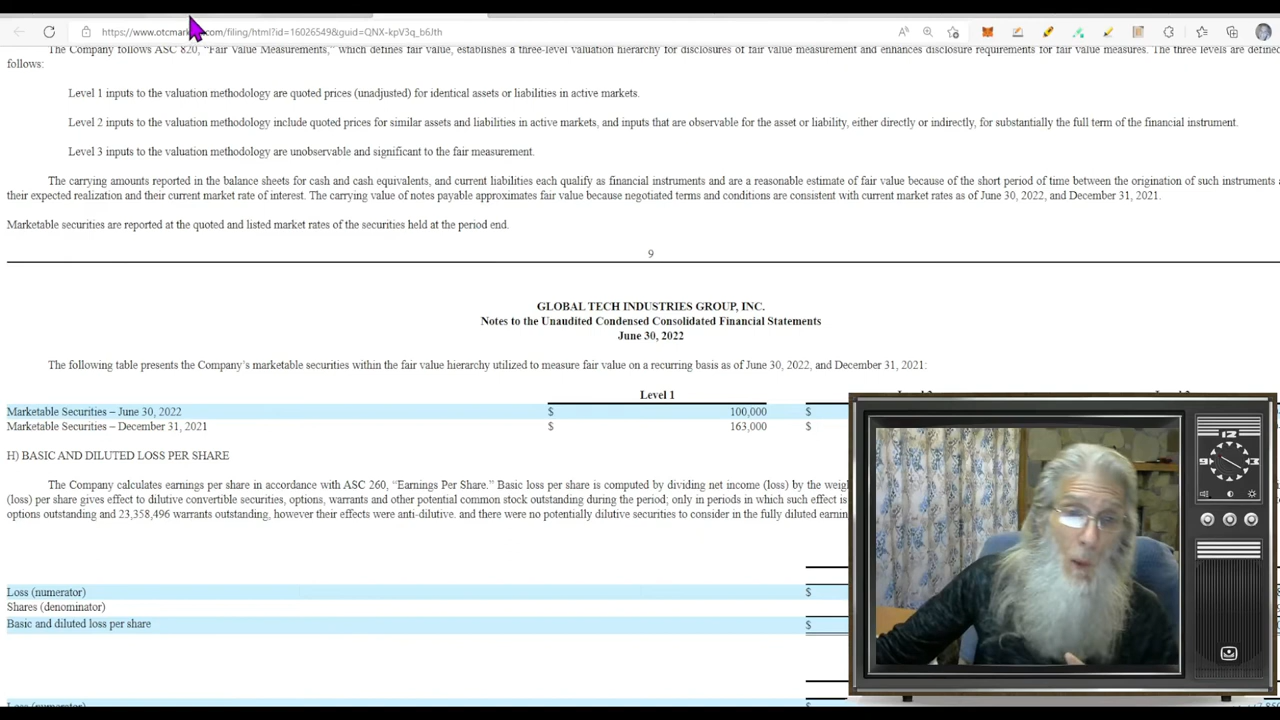 https://www.otcmar com/filing/html?id=16026549&guid=QNX-kpV3q_b6Jth
The Company follows ASC 820, “Fair Value Measurements,” which defines fair value, establishes a three-level valuation hierarchy for disclosures of fair value measurement and enhances disclosure requirements for fair value measures. The three levels are defined
follows:
Level 1 inputs to the valuation methodology are quoted prices (unadjusted) for identical assets or liabilities in active markets.
Level 2 inputs to the valuation methodology include quoted prices for similar assets and liabilities in active markets, and inputs that are observable for the asset or liability, either directly or indirectly, for substantially the full term of the financial instrument.
Level 3 inputs to the valuation methodology are unobservable and significant to the fair measurement.
The carrying amounts reported in the balance sheets for cash and cash equivalents, and current liabilities each qualify as financial instruments and are a reasonable estimate of fair value because of the short period of time between the origination of such instruments
their expected realization and their current market rate of interest. The carrying value of notes payable approximates fair value because negotiated terms and conditions are consistent with current market rates as of June 30, 2022, and December 31, 2021.
Marketable securities are reported at the quoted and listed market rates of the securities held at the period end.
9
GLOBAL TECH INDUSTRIES GROUP, INC.
Notes to the Unaudited Condensed Consolidated Financial Statements
June 30, 2022
The following table presents the Company’s marketable securities within the fair value hierarchy utilized to measure fair value on a recurring basis as of June 30, 2022, and December 31, 2021:
Level 1
Marketable Securities – June 30, 2022 $ 100,000 $
Marketable Securities – December 31, 2021 $ 163,000 $
H) BASIC AND DILUTED LOSS PER SHARE
The Company calculates earnings per share in accordance with ASC 260, “Earnings Per Share.” Basic loss per share is computed by dividing net income (loss) by the
(loss) per share gives effect to dilutive convertible securities, options, warrants and other potential common stock outstanding during the period; only in periods in which such effect is
options outstanding and 23,358,496 warrants outstanding, however their effects were anti-dilutive. and there were no potentially dilutive securities to consider in the fully diluted
Loss (numerator) $
Shares (denominator)
Basic and diluted loss per share $
12
9 3